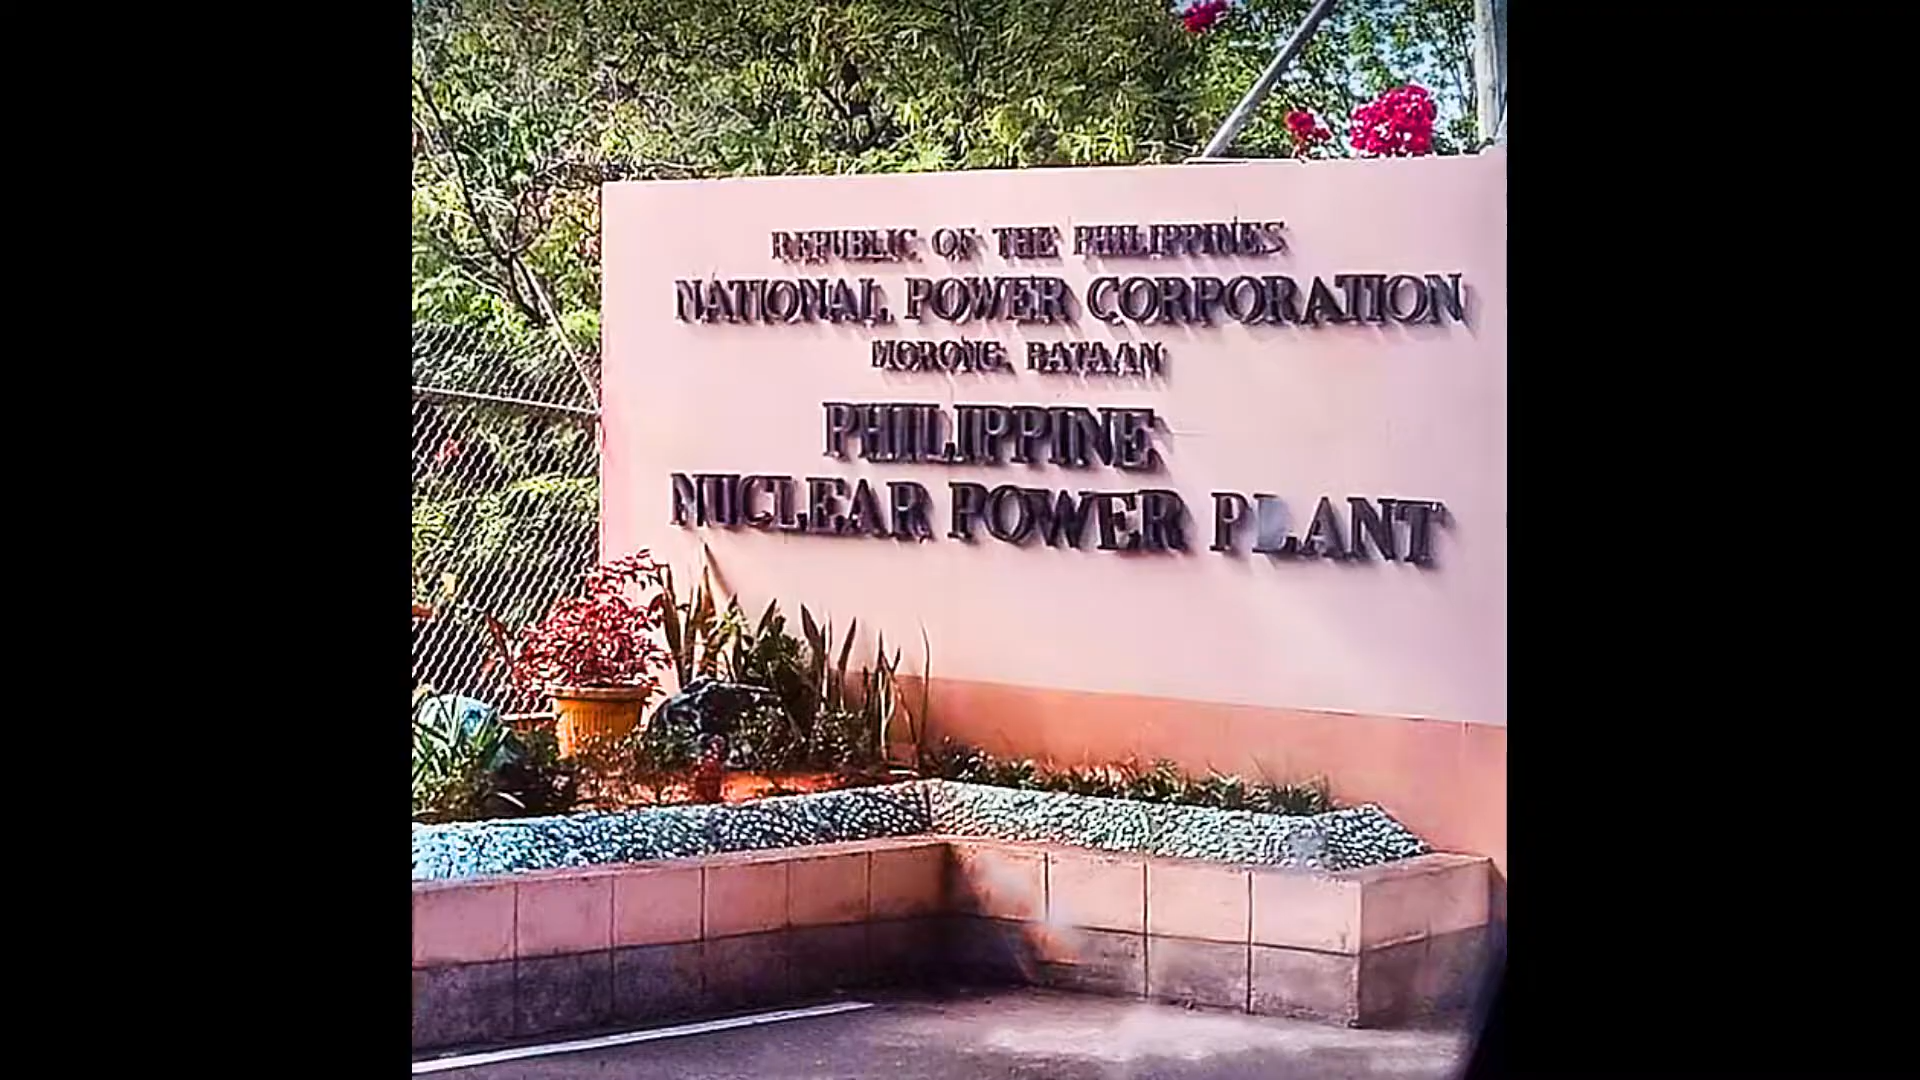 REPUBLIC OF THE PHILIPPINES
NATIONAL POWER CORPORATION
MORONG, BATAAN
PHILIPPINE
NUCLEAR POWER PLANT